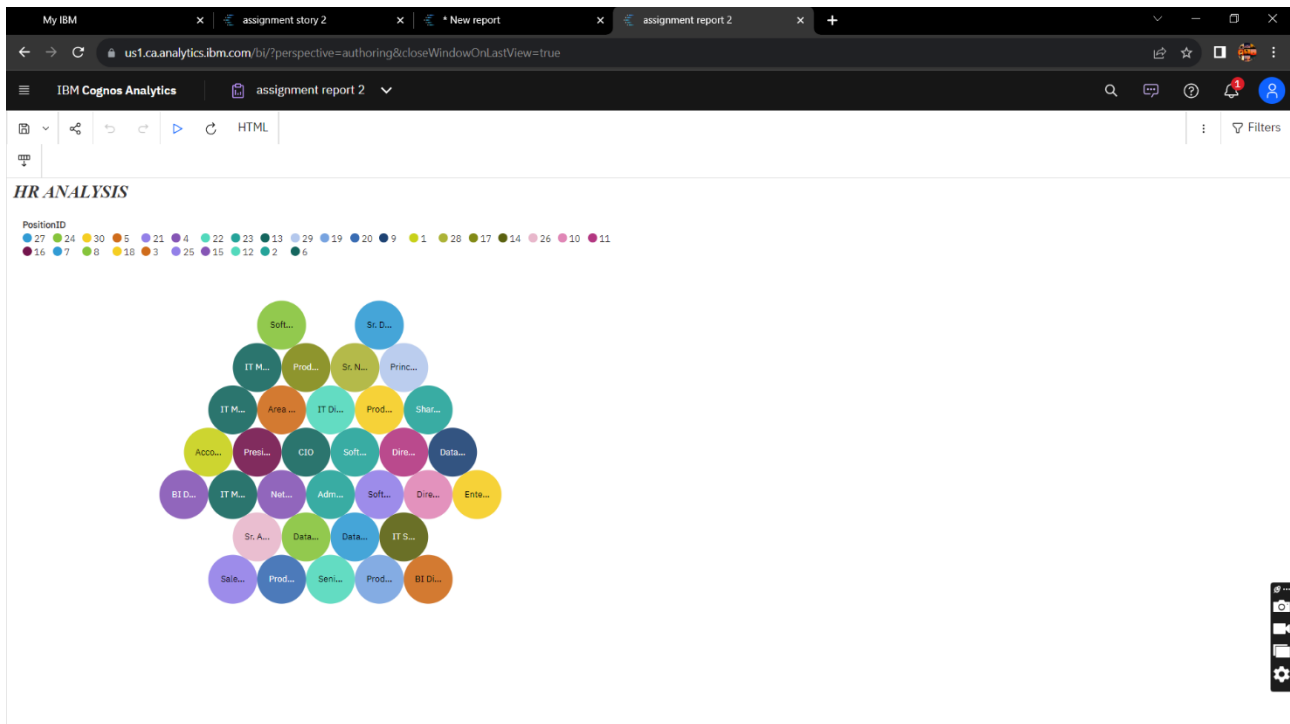 My IBM × assignment story 2 × * New report × assignment report 2 × +
us1.ca.analytics.ibm.com/bi/?perspective=authoring&closeWindowOnLastView=true
IBM Cognos Analytics assignment report 2 1
HTML Filters
HR ANALYSIS
PositionID
27 24 30 5 21 4 22 23 13 29 19 20 9 1 28 17 14 26 10 11
16 7 8 18 3 25 15 12 2 6
Soft... Sr. D...
IT M... Prod... Sr. N... Princ...
IT M... Area ... IT Di... Prod... Shar...
Acco... Presi... CIO Soft... Dire... Data...
BI D... IT M... Net... Adm... Soft... Dire... Ente...
Sr. A... Data... Data... IT S...
Sale... Prod... Seni... Prod... BI Di...